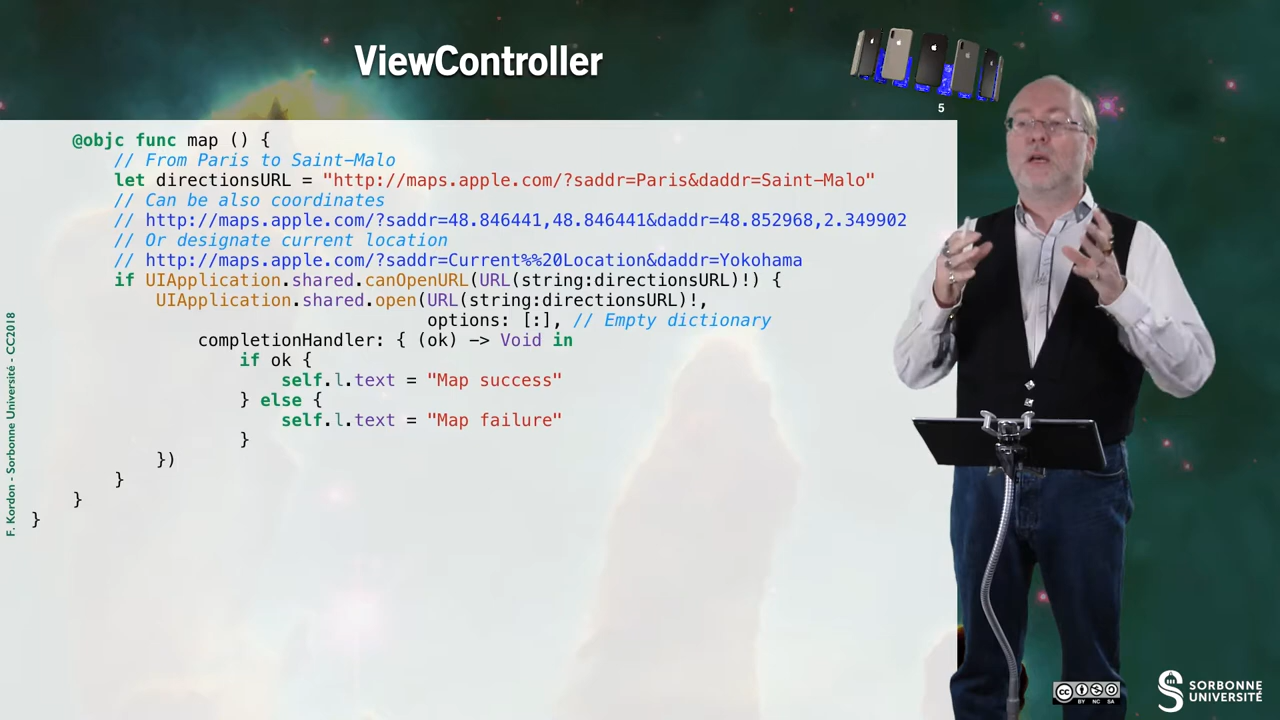 ViewController
5
@objc func map () {
// From Paris to Saint-Malo
let directionsURL = "http://maps.apple.com/?saddr=Paris&daddr=Saint-Malo"
// Can be also coordinates
// http://maps.apple.com/?saddr=48.846441,48.846441&daddr=48.852968,2.349902
// Or designate current location
// http://maps.apple.com/?saddr=Current%%20Location&daddr=Yokohama
if UIApplication.shared.canOpenURL(URL(string:directionsURL)!) {
UIApplication.shared.open(URL(string:directionsURL)!,
options: [:], // Empty dictionary
completionHandler: { (ok) -> Void in
if ok {
self.l.text = "Map success"
} else {
self.l.text = "Map failure"
}
})
}
}
}
F. Kordon - Sorbonne Université - CC2018
CC BY NC SA
SORBONNE
UNIVERSITÉ